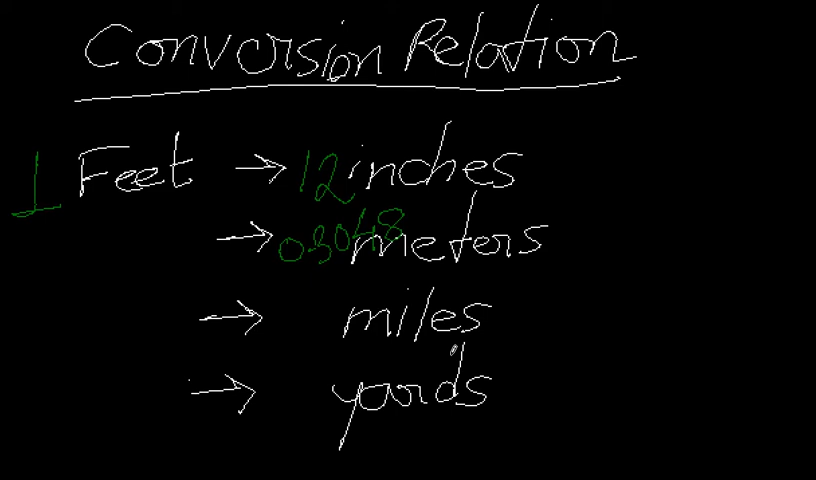 Conversion Relation
1 Feet → 12 inches
→ 0.3048 meters
→ miles
→ yards